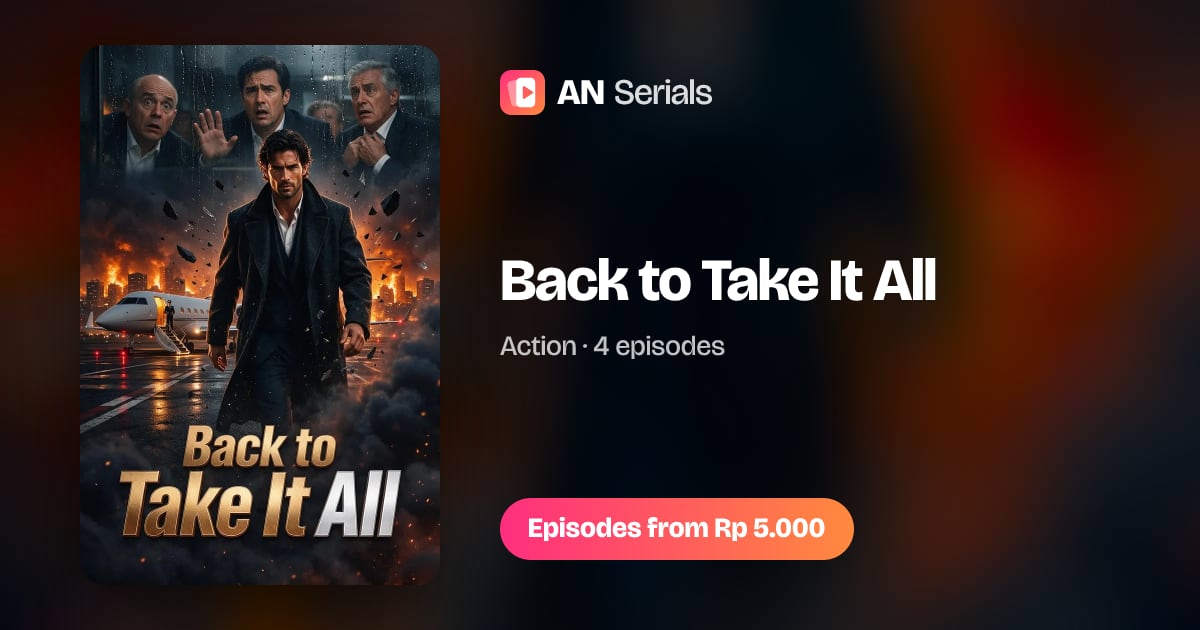 Back to
Take It All
AN Serials
Back to Take It All
Action · 4 episodes
Episodes from Rp 5.000